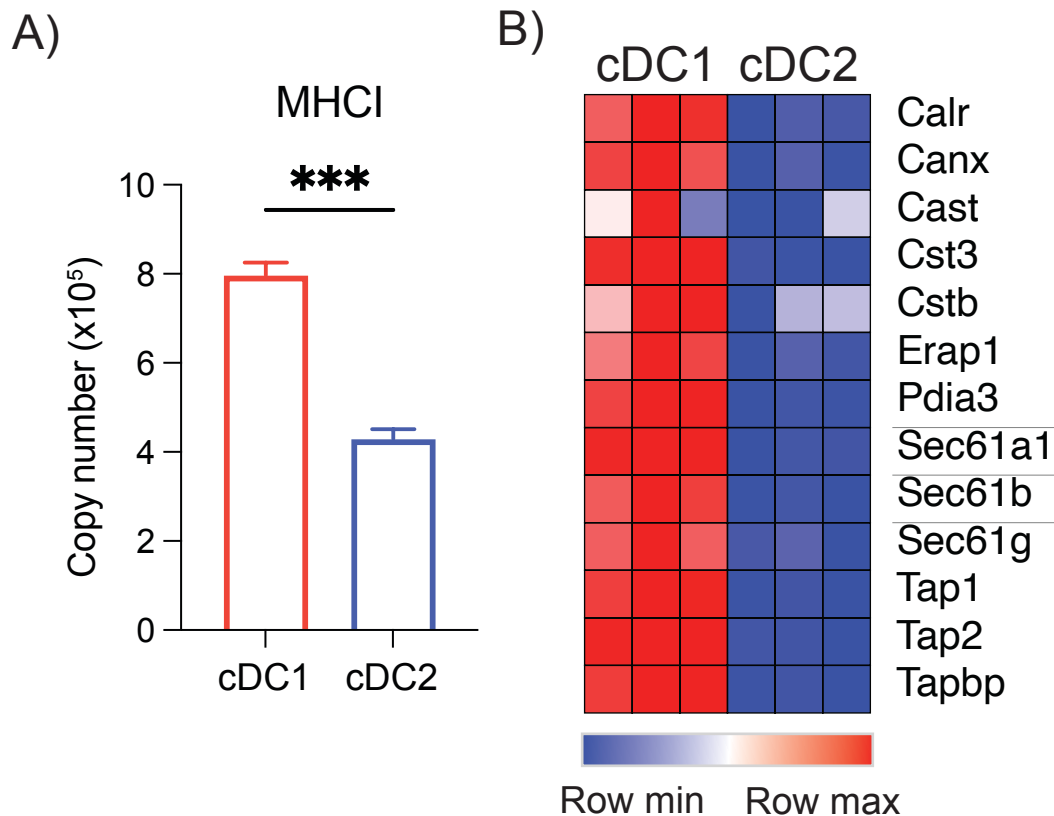 A)
MHCI
***
10
8
6
4
2
0
Copy number (x10⁵)
cDC1 cDC2
B)
cDC1 cDC2
Calr
Canx
Cast
Cst3
Cstb
Erap1
Pdia3
Sec61a1
Sec61b
Sec61g
Tap1
Tap2
Tapbp
Row min Row max